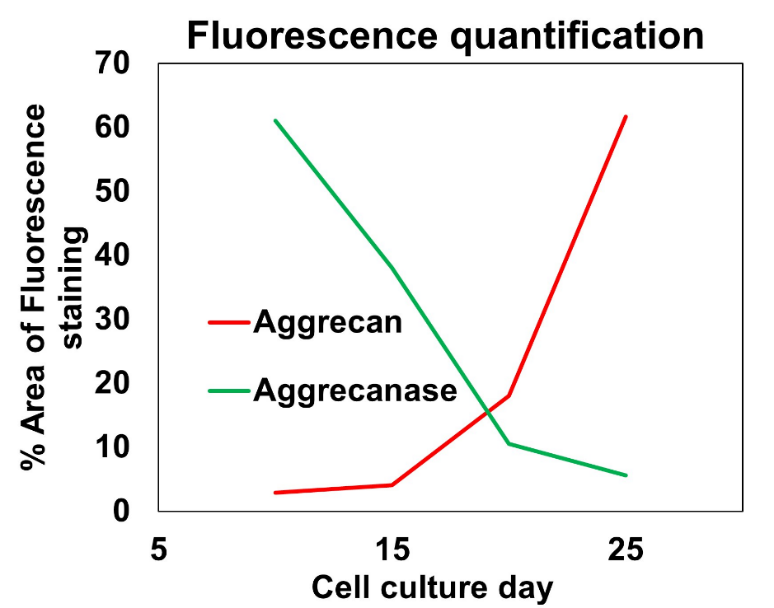 Fluorescence quantification
70
60
50
40
30
20
10
0
% Area of Fluorescence
staining
Aggrecan
Aggrecanase
5 15 25
Cell culture day